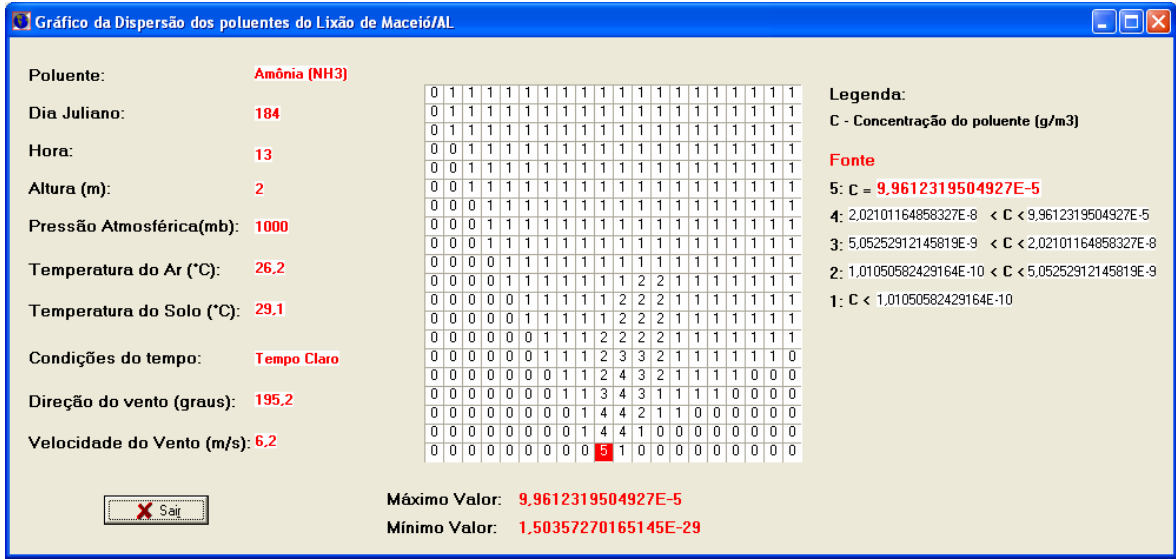 Gráfico da Dispersão dos poluentes do Lixão de Maceió/AL
Poluente: Amônia (NH3)
Dia Juliano: 184
Hora: 13
Altura (m): 2
Pressão Atmosférica(mb): 1000
Temperatura do Ar (°C): 26,2
Temperatura do Solo (°C): 29,1
Condições do tempo: Tempo Claro
Direção do vento (graus): 195,2
Velocidade do Vento (m/s): 6,2
Sair
0 1 1 1 1 1 1 1 1 1 1 1 1 1 1 1 1 1 1 1
0 1 1 1 1 1 1 1 1 1 1 1 1 1 1 1 1 1 1 1
0 1 1 1 1 1 1 1 1 1 1 1 1 1 1 1 1 1 1 1
0 0 1 1 1 1 1 1 1 1 1 1 1 1 1 1 1 1 1 1
0 0 1 1 1 1 1 1 1 1 1 1 1 1 1 1 1 1 1 1
0 0 1 1 1 1 1 1 1 1 1 1 1 1 1 1 1 1 1 1
0 0 0 1 1 1 1 1 1 1 1 1 1 1 1 1 1 1 1 1
0 0 0 1 1 1 1 1 1 1 1 1 1 1 1 1 1 1 1 1
0 0 0 1 1 1 1 1 1 1 1 1 1 1 1 1 1 1 1 1
0 0 0 0 1 1 1 1 1 1 1 1 1 1 1 1 1 1 1 1
0 0 0 0 1 1 1 1 1 1 1 2 2 1 1 1 1 1 1 1
0 0 0 0 0 1 1 1 1 1 2 2 2 1 1 1 1 1 1 1
0 0 0 0 0 1 1 1 1 1 2 2 2 1 1 1 1 1 1 1
0 0 0 0 0 0 1 1 1 2 2 2 2 1 1 1 1 1 1 1
0 0 0 0 0 0 1 1 1 2 3 3 2 1 1 1 1 1 1 0
0 0 0 0 0 0 0 1 1 2 4 3 2 1 1 1 1 0 0 0
0 0 0 0 0 0 0 1 1 3 4 3 1 1 1 1 0 0 0 0
0 0 0 0 0 0 0 0 1 4 4 2 1 1 0 0 0 0 0 0
0 0 0 0 0 0 0 0 1 4 4 1 0 0 0 0 0 0 0 0
0 0 0 0 0 0 0 0 0 5 1 0 0 0 0 0 0 0 0 0
Máximo Valor: 9,9612319504927E-5
Mínimo Valor: 1,50357270165145E-29
Legenda:
C - Concentração do poluente (g/m3)
Fonte
5: C = 9,9612319504927E-5
4: 2,02101164858327E-8 < C < 9,9612319504927E-5
3: 5,05252912145819E-9 < C < 2,02101164858327E-8
2: 1,01050582429164E-10 < C < 5,05252912145819E-9
1: C < 1,01050582429164E-10